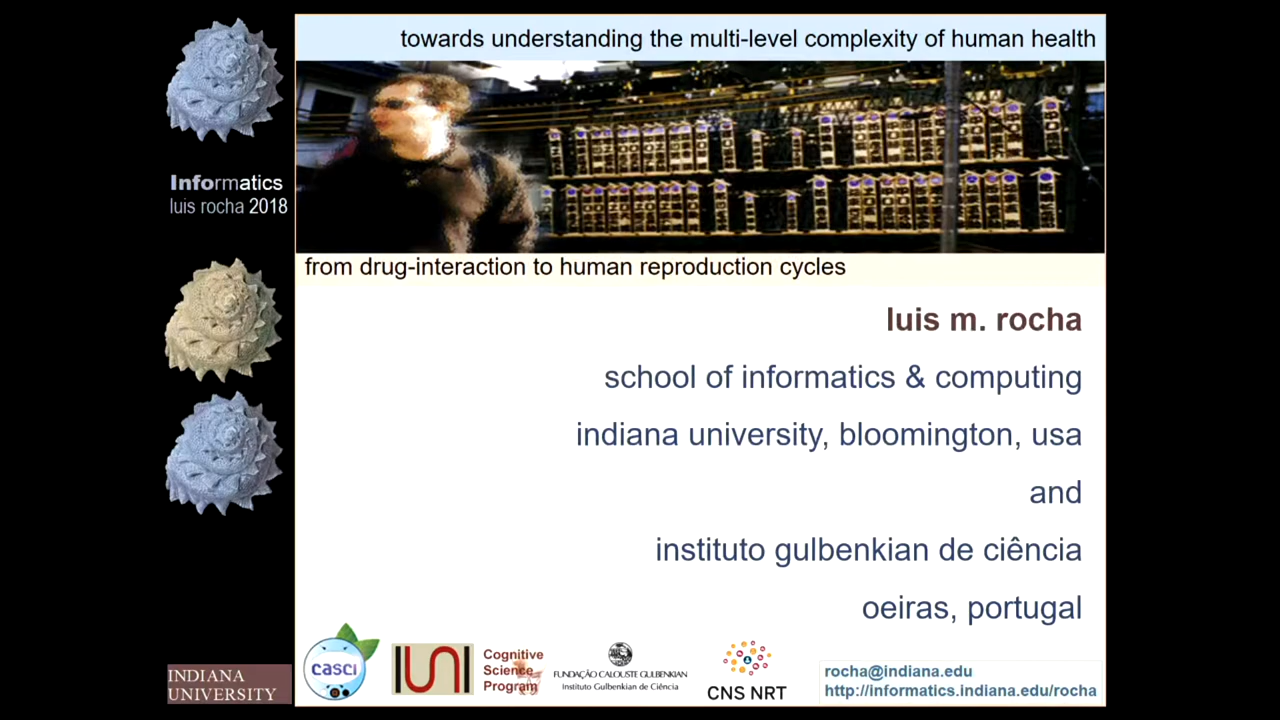 towards understanding the multi-level complexity of human health
Informatics
luis rocha 2018
from drug-interaction to human reproduction cycles
luis m. rocha
school of informatics & computing
indiana university, bloomington, usa
and
instituto gulbenkian de ciência
oeiras, portugal
INDIANA
UNIVERSITY
casci
IUNI
Cognitive
Science
Program
FUNDAÇÃO CALOUSTE GULBENKIAN
Instituto Gulbenkian de Ciência
CNS NRT
rocha@indiana.edu
http://informatics.indiana.edu/rocha